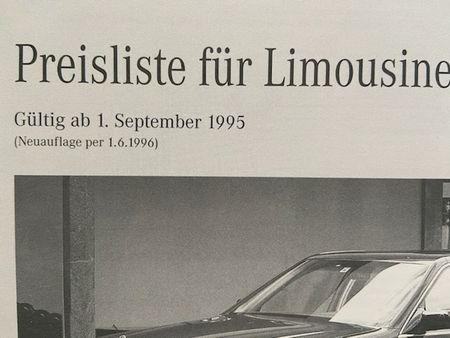 Preisliste für Limousine
Gültig ab 1. September 1995
(Neuauflage per 1.6.1996)